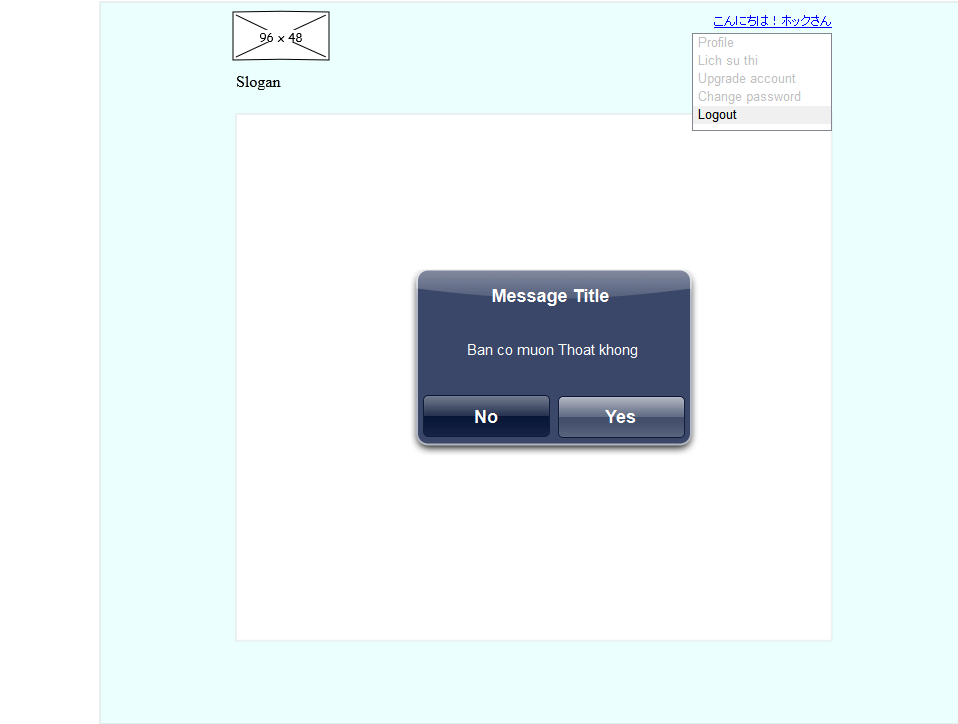 96 x 48
こんにちは！ホックさん
Slogan
Profile
Lich su thi
Upgrade account
Change password
Logout
Message Title
Ban co muon Thoat khong
No
Yes